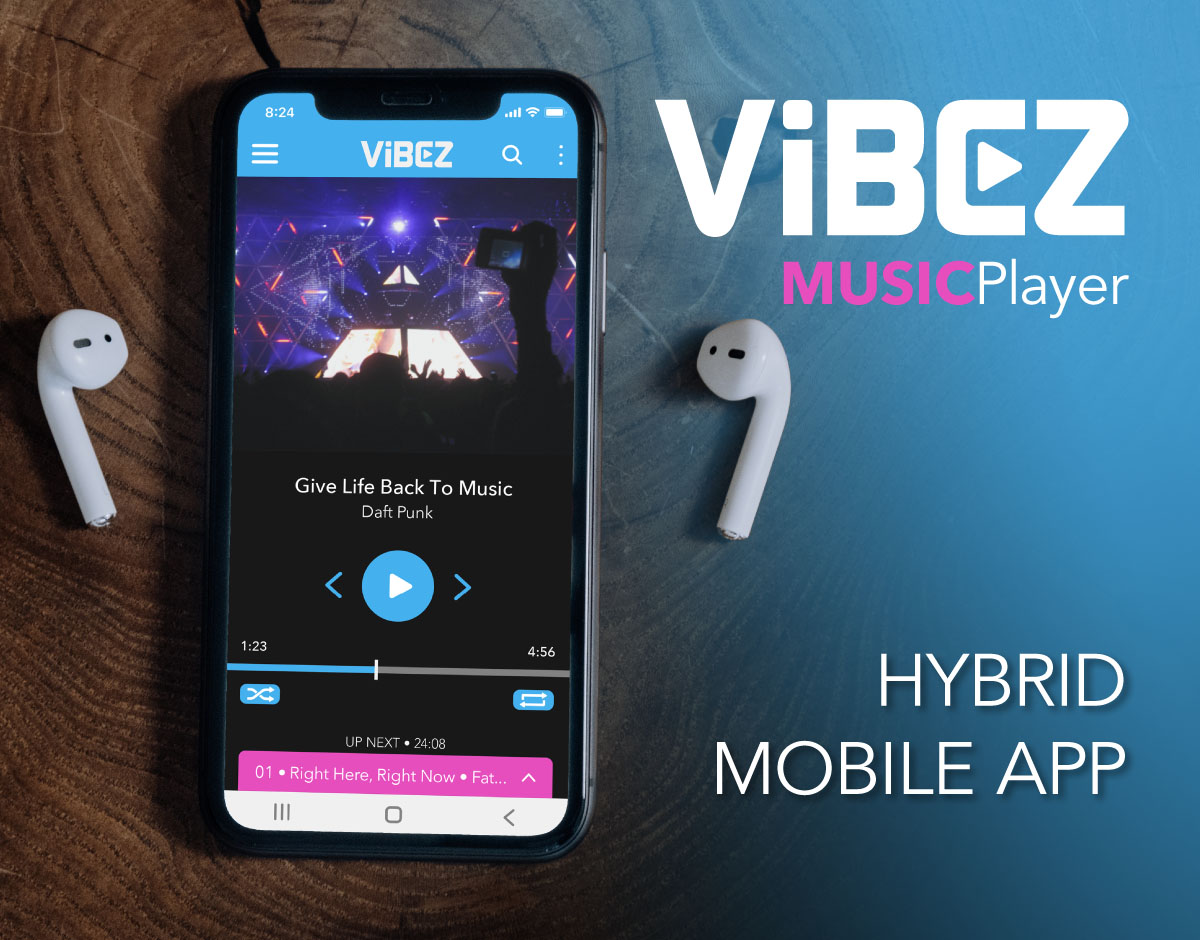 8:24
ViBEZ
Give Life Back To Music
Daft Punk
1:23
4:56
UP NEXT • 24:08
01 • Right Here, Right Now • Fat...
ViBEZ
MUSICPlayer
HYBRID
MOBILE APP